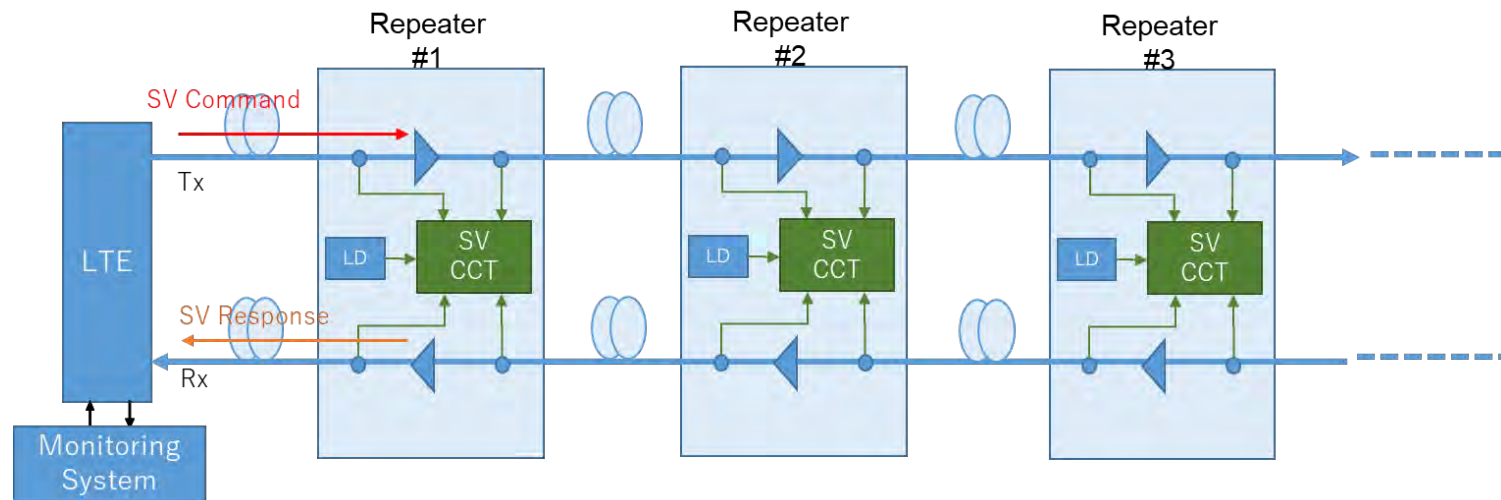 Repeater
#1
Repeater
#2
Repeater
#3
SV Command
Tx
LTE
SV
CCT
LD
SV
CCT
LD
SV
CCT
LD
SV Response
Rx
Monitoring
System